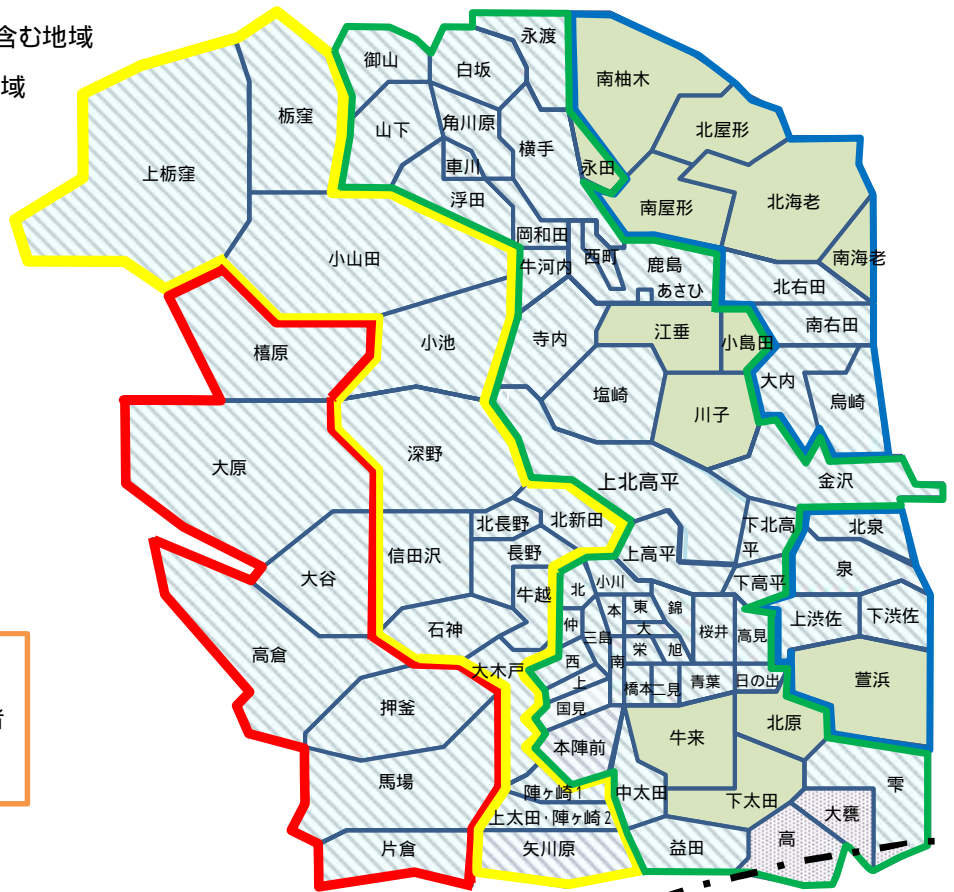 含む地域
域
永渡
御山
白坂
南柚木
栃窪
山下
角川原
北屋形
横手
上栃窪
車川
永田
浮田
南屋形
北海老
岡和田
小山田
西町
鹿島
南海老
牛河内
あさひ
北右田
江垂
南右田
寺内
小池
小島田
橲原
大内
塩崎
烏崎
川子
深野
大原
上北高平
金沢
北長野
北新田
下北高平
北泉
信田沢
長野
上高平
泉
大谷
牛越
北
小川
下高平
本
東
錦
上渋佐
下渋佐
石神
仲
三島
大
桜井
高見
高倉
栄
旭
大木戸
西
南
上
橋本
二見
青葉
日の出
萱浜
押釜
国見
北原
本陣前
牛来
馬場
陣ヶ崎1
中太田
下太田
雫
上太田・陣ヶ崎2
大甕
片倉
矢川原
益田
高